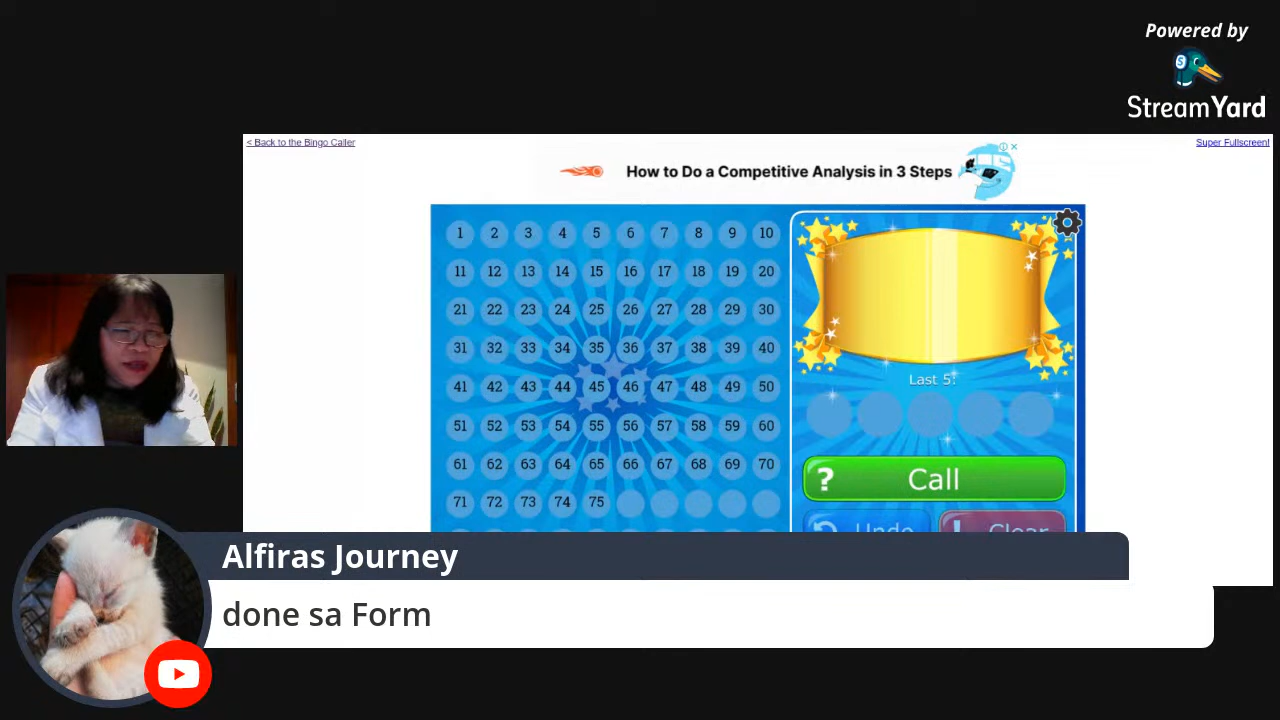 Powered by
StreamYard
< Back to the Bingo Caller
Super Fullscreen!
How to Do a Competitive Analysis in 3 Steps
1 2 3 4 5 6 7 8 9 10
11 12 13 14 15 16 17 18 19 20
21 22 23 24 25 26 27 28 29 30
31 32 33 34 35 36 37 38 39 40
41 42 43 44 45 46 47 48 49 50
51 52 53 54 55 56 57 58 59 60
61 62 63 64 65 66 67 68 69 70
71 72 73 74 75
Last 5:
? Call
Undo
! Clear
Alfiras Journey
done sa Form